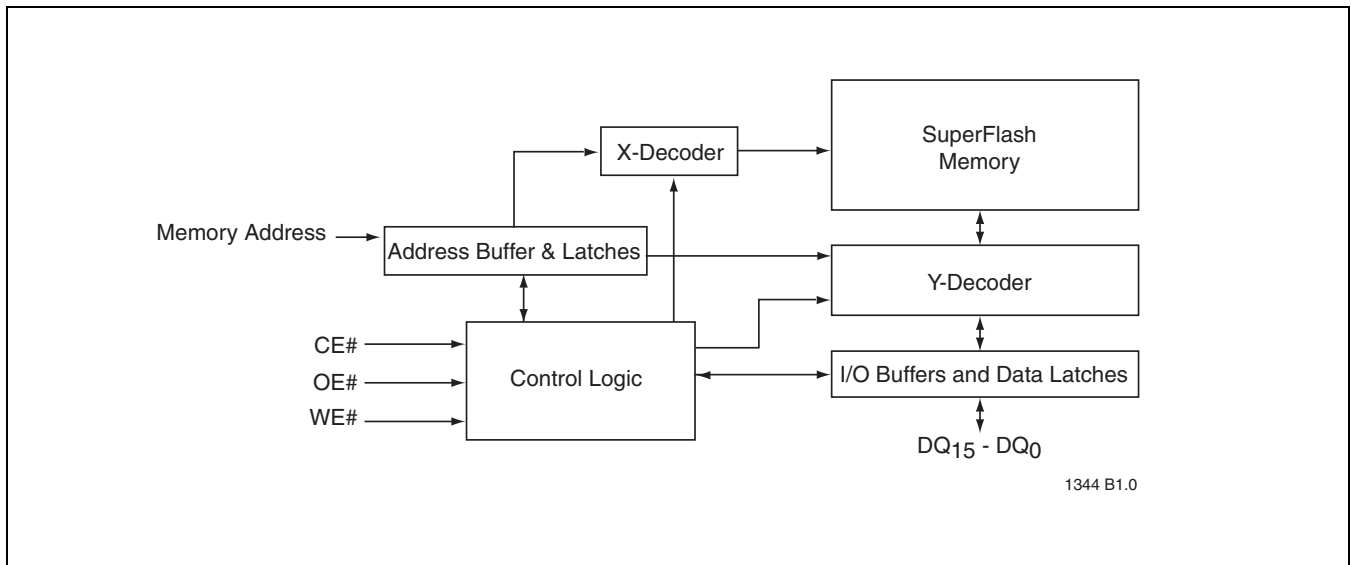 SuperFlash
Memory
X-Decoder
Memory Address
Address Buffer & Latches
Y-Decoder
CE#
OE#
WE#
Control Logic
I/O Buffers and Data Latches
DQ15 - DQ0
1344 B1.0